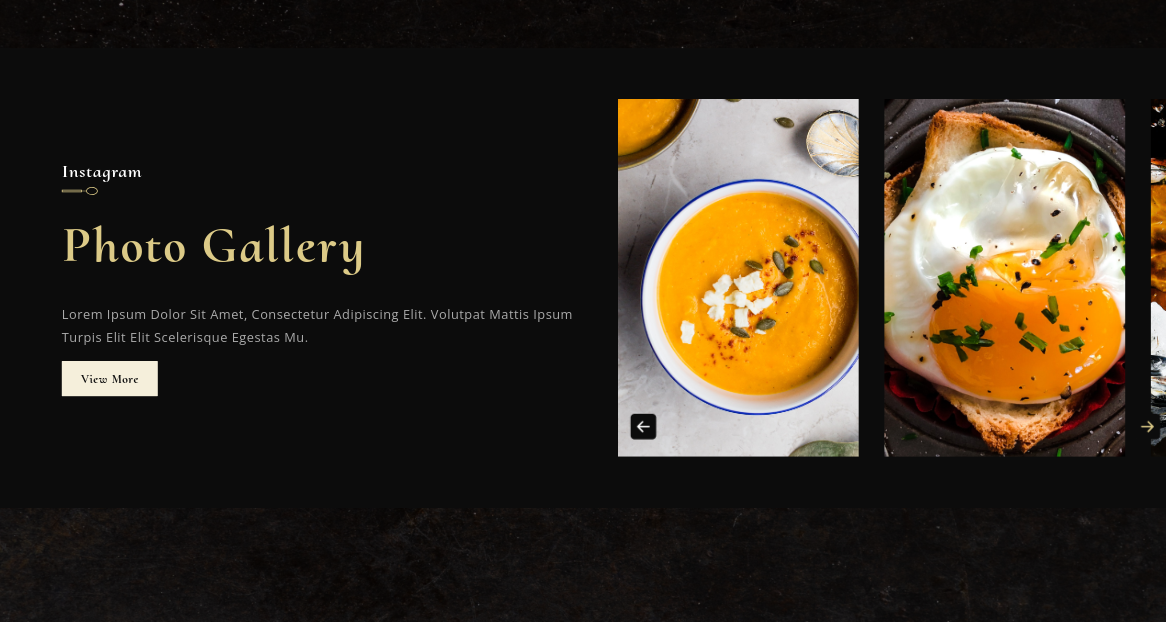 Instagram
Photo Gallery
Lorem Ipsum Dolor Sit Amet, Consectetur Adipiscing Elit. Volutpat Mattis Ipsum
Turpis Elit Elit Scelerisque Egestas Mu.
View More